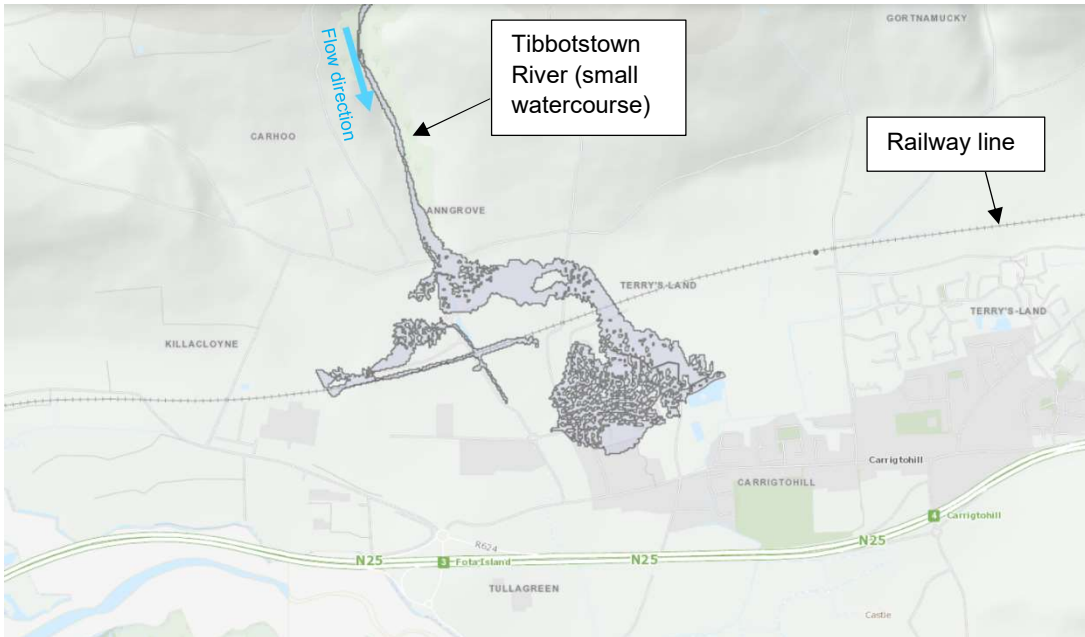 GORTNAMUCKY
Flow direction
Tibbotstown
River (small
watercourse)
CARHOO
Railway line
ANNGROVE
TERRY'S-LAND
TERRY'S-LAND
KILLACLOYNE
Carrigtohill
CARRIGTOHILL
4 Carrigtohill
N25
R624
N25
N25
3 Fota Island
TULLAGREEN
Castle